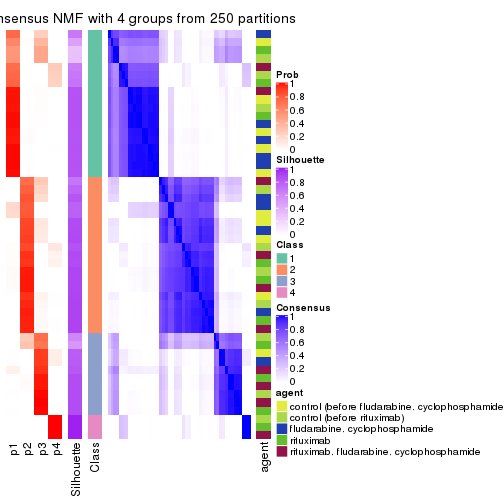 nsensus NMF with 4 groups from 250 partitions
Prob
1
0.8
0.6
0.4
0.2
0
Silhouette
1
0.8
0.6
0.4
0.2
0
Class
1
2
3
4
Consensus
1
0.8
0.6
0.4
0.2
0
agent
control (before fludarabine. cyclophosphamide
control (before rituximab)
fludarabine. cyclophosphamide
rituximab
rituximab. fludarabine. cyclophosphamide
p1
p2
p3
p4
Silhouette
Class
agent